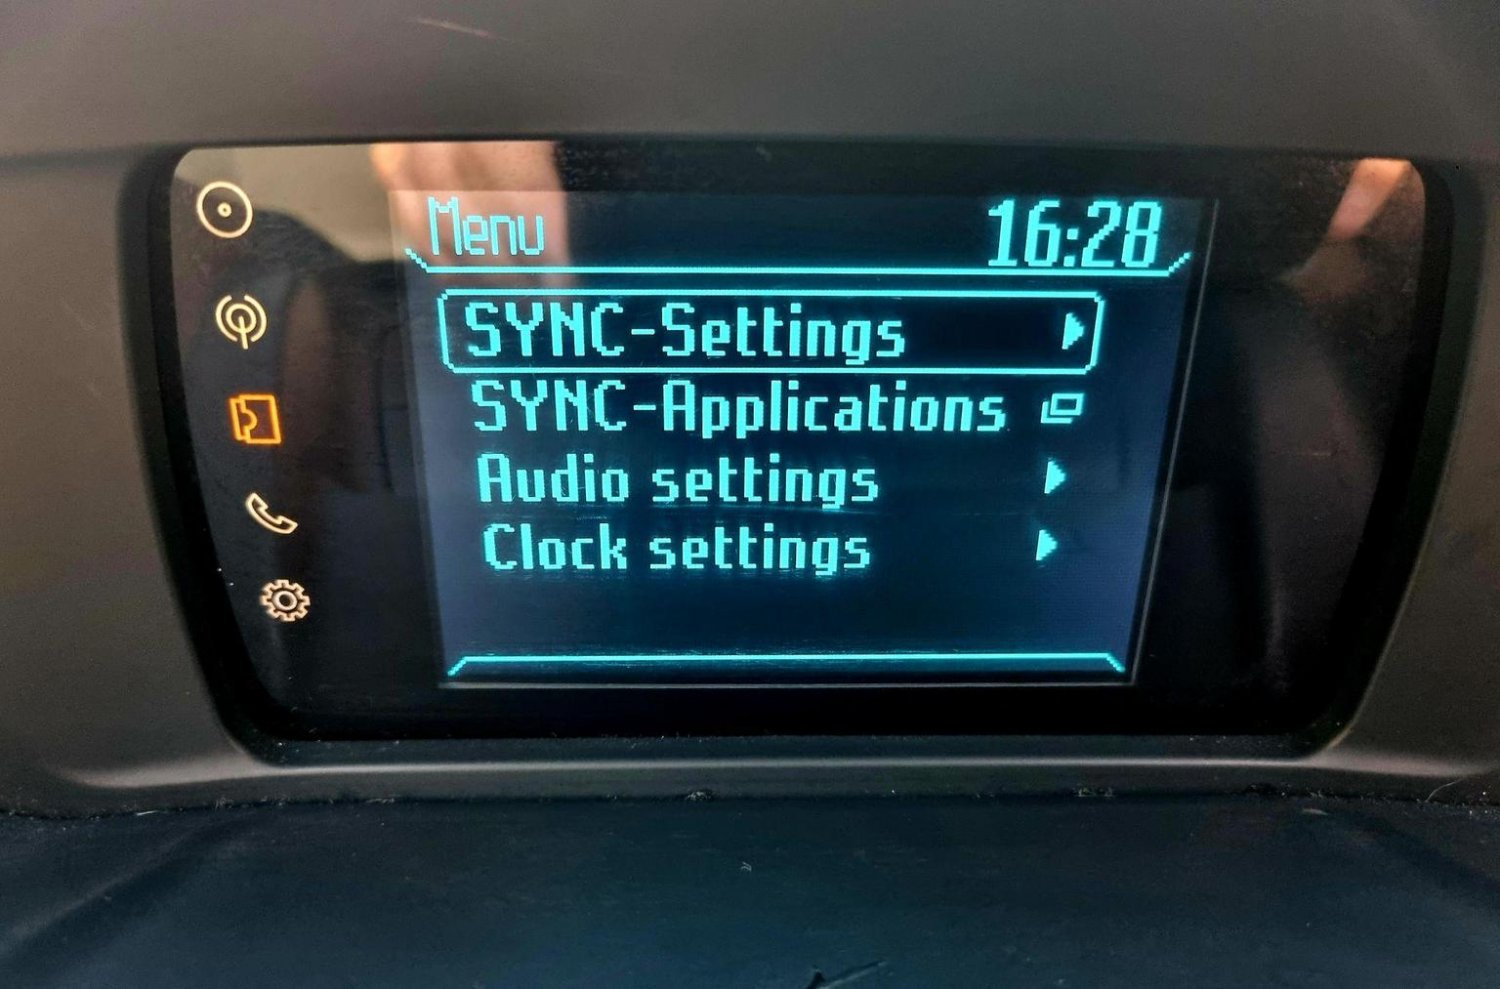 Menu 16:28
SYNC-Settings
SYNC-Applications
Audio settings
Clock settings